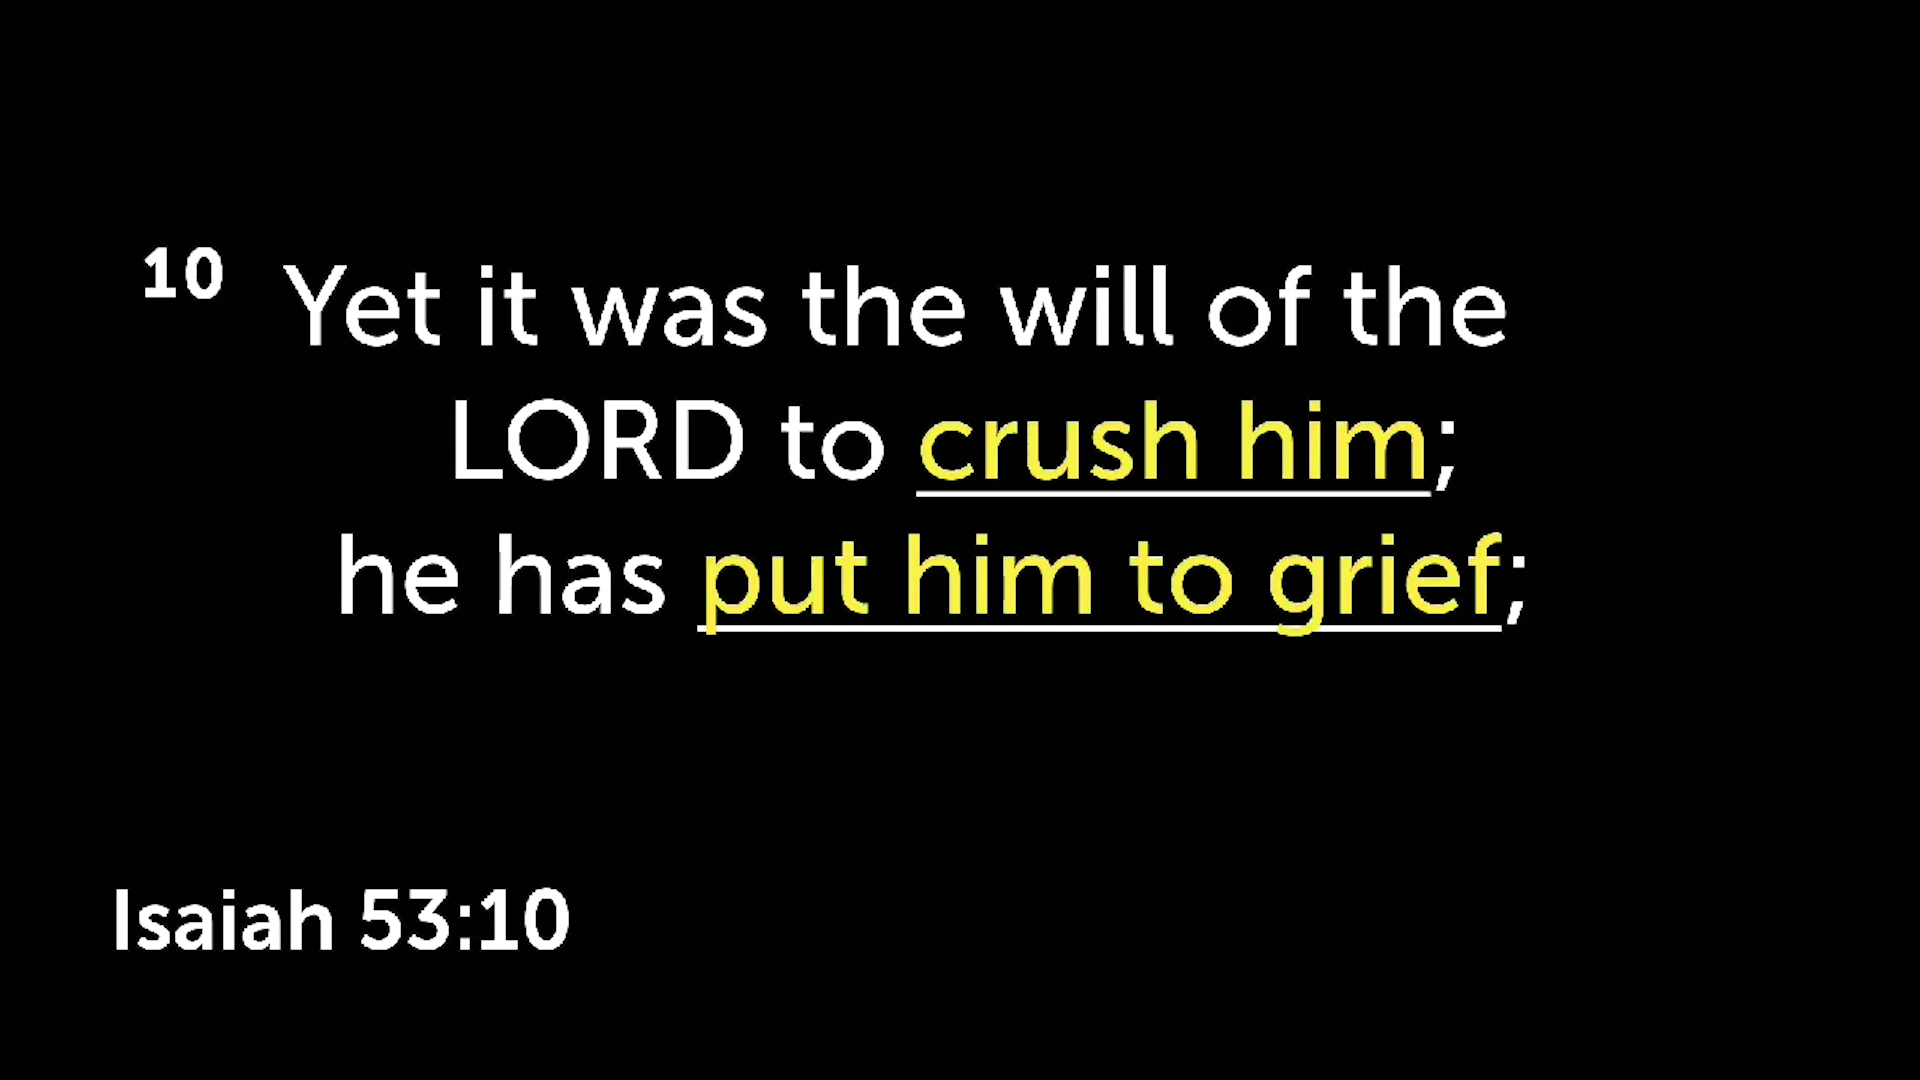 10 Yet it was the will of the
LORD to crush him;
he has put him to grief;
Isaiah 53:10